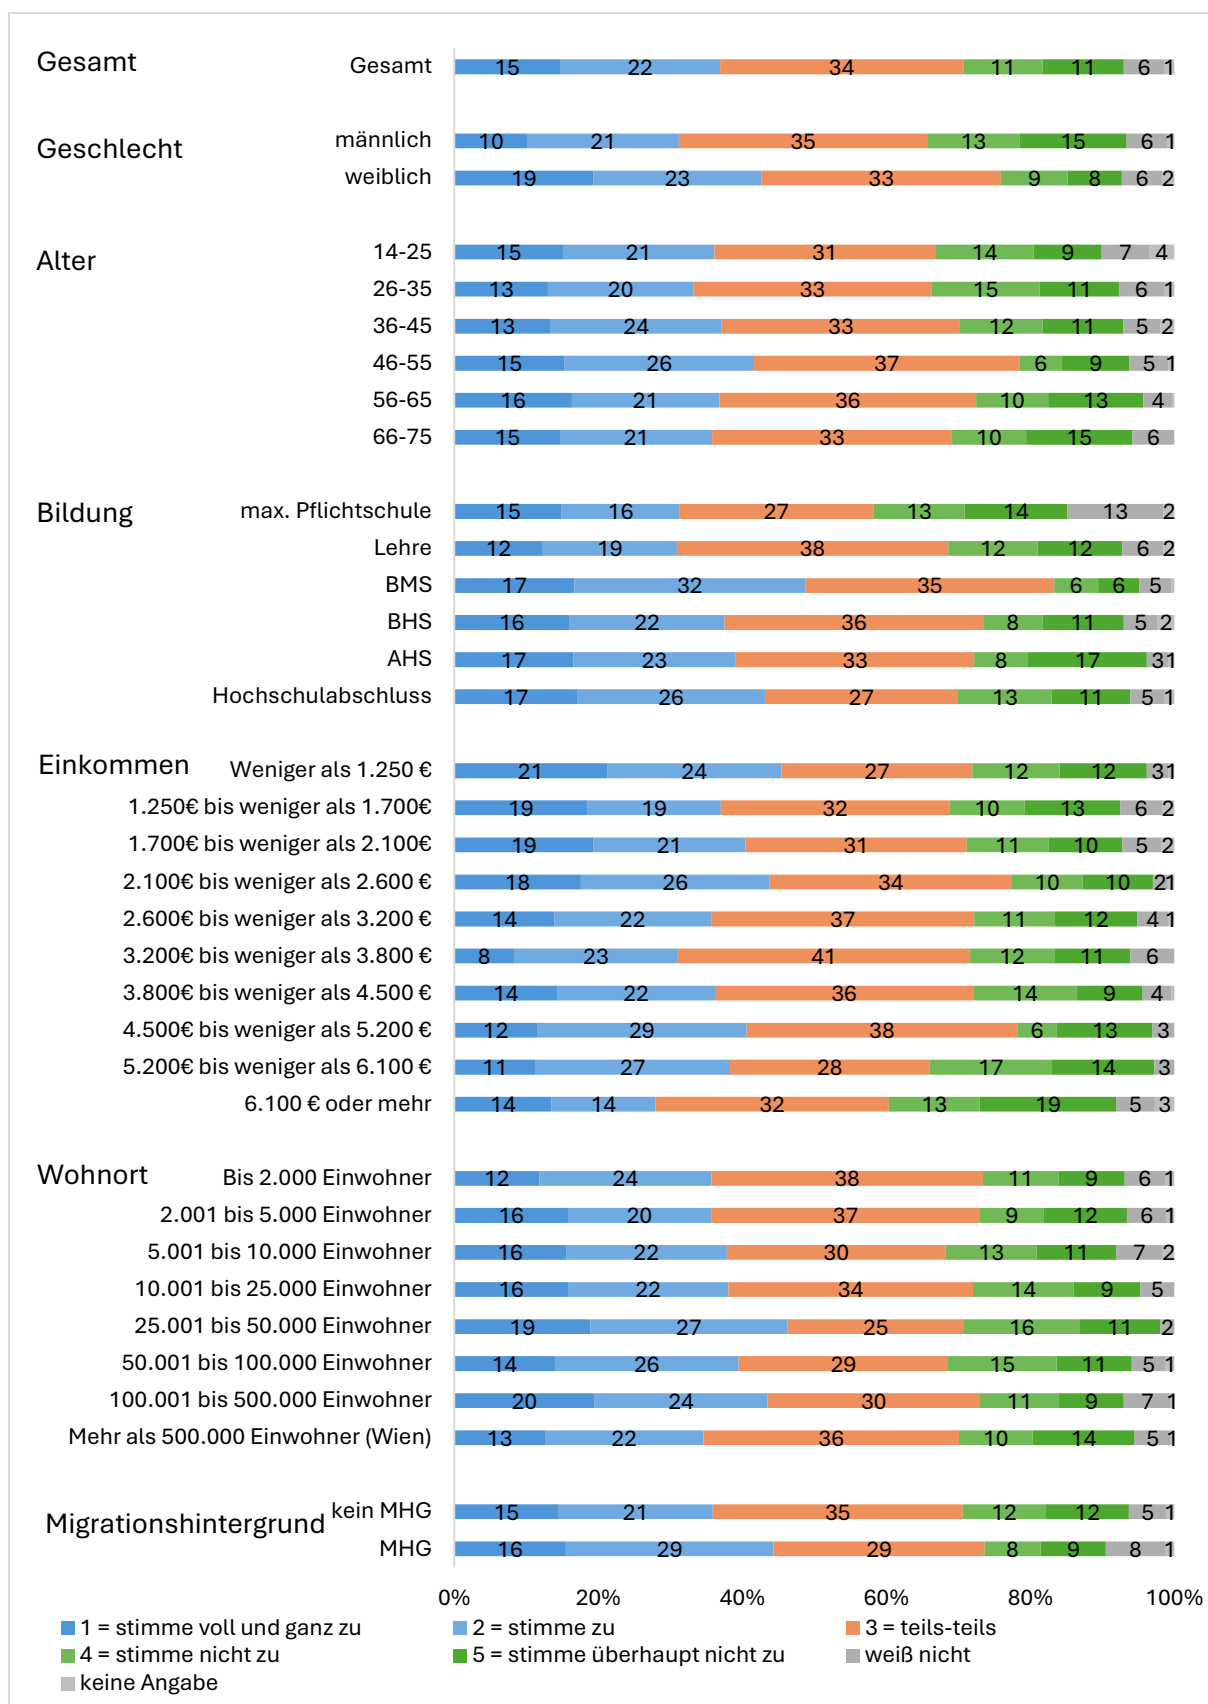 Gesamt
Gesamt 15 22 34 11 11 6 1
Geschlecht
männlich 10 21 35 13 15 6 1
weiblich 19 23 33 9 8 6 2
Alter
14-25 15 21 31 14 9 7 4
26-35 13 20 33 15 11 6 1
36-45 13 24 33 12 11 5 2
46-55 15 26 37 6 9 5 1
56-65 16 21 36 10 13 4
66-75 15 21 33 10 15 6
Bildung
max. Pflichtschule 15 16 27 13 14 13 2
Lehre 12 19 38 12 12 6 2
BMS 17 32 35 6 6 5
BHS 16 22 36 8 11 5 2
AHS 17 23 33 8 17 3 1
Hochschulabschluss 17 26 27 13 11 5 1
Einkommen
Weniger als 1.250 € 21 24 27 12 12 3 1
1.250€ bis weniger als 1.700€ 19 19 32 10 13 6 2
1.700€ bis weniger als 2.100€ 19 21 31 11 10 5 2
2.100€ bis weniger als 2.600 € 18 26 34 10 10 2 1
2.600€ bis weniger als 3.200 € 14 22 37 11 12 4 1
3.200€ bis weniger als 3.800 € 8 23 41 12 11 6
3.800€ bis weniger als 4.500 € 14 22 36 14 9 4
4.500€ bis weniger als 5.200 € 12 29 38 6 13 3
5.200€ bis weniger als 6.100 € 11 27 28 17 14 3
6.100 € oder mehr 14 14 32 13 19 5 3
Wohnort
Bis 2.000 Einwohner 12 24 38 11 9 6 1
2.001 bis 5.000 Einwohner 16 20 37 9 12 6 1
5.001 bis 10.000 Einwohner 16 22 30 13 11 7 2
10.001 bis 25.000 Einwohner 16 22 34 14 9 5
25.001 bis 50.000 Einwohner 19 27 25 16 11 2
50.001 bis 100.000 Einwohner 14 26 29 15 11 5 1
100.001 bis 500.000 Einwohner 20 24 30 11 9 7 1
Mehr als 500.000 Einwohner (Wien) 13 22 36 10 14 5 1
Migrationshintergrund
kein MHG 15 21 35 12 12 5 1
MHG 16 29 29 8 9 8 1
0% 20% 40% 60% 80% 100%
1 = stimme voll und ganz zu 2 = stimme zu 3 = teils-teils
4 = stimme nicht zu 5 = stimme überhaupt nicht zu weiß nicht
keine Angabe